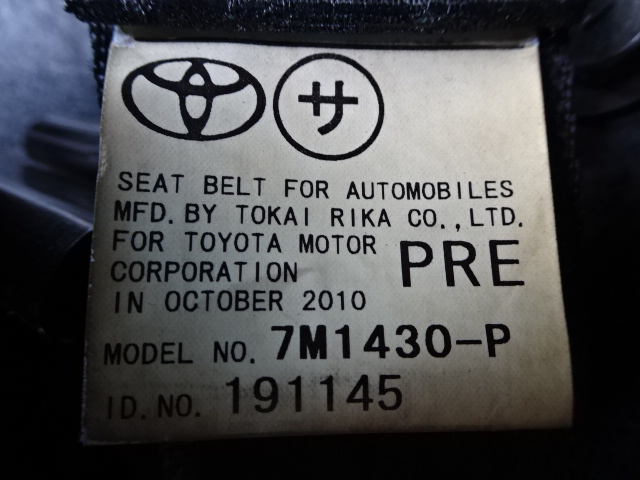 サ
SEAT BELT FOR AUTOMOBILES
MFD. BY TOKAI RIKA CO., LTD.
FOR TOYOTA MOTOR
CORPORATION PRE
IN OCTOBER 2010
MODEL NO. 7M1430-P
ID. NO. 191145